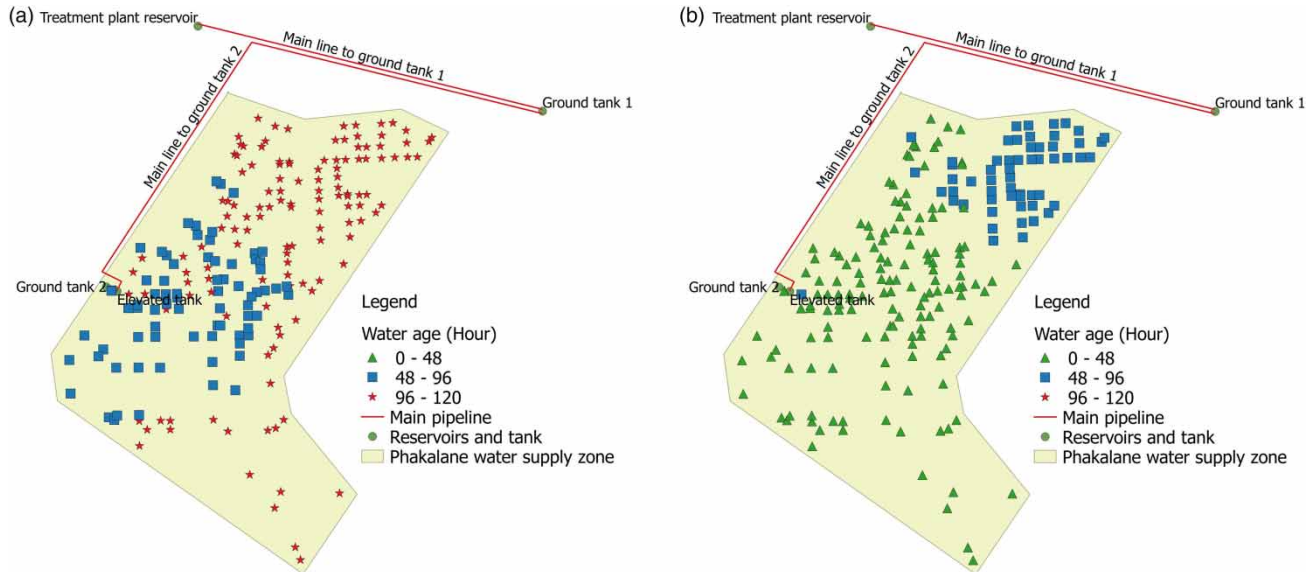 (a)
Treatment plant reservoir
Main line to ground tank 1
Main line to ground tank 2
Ground tank 1
Ground tank 2
Elevated tank
Legend
Water age (Hour)
0 - 48
48 - 96
96 - 120
Main pipeline
Reservoirs and tank
Phakalane water supply zone
(b)
Treatment plant reservoir
Main line to ground tank 1
Main line to ground tank 2
Ground tank 1
Ground tank 2
Elevated tank
Legend
Water age (Hour)
0 - 48
48 - 96
96 - 120
Main pipeline
Reservoirs and tank
Phakalane water supply zone